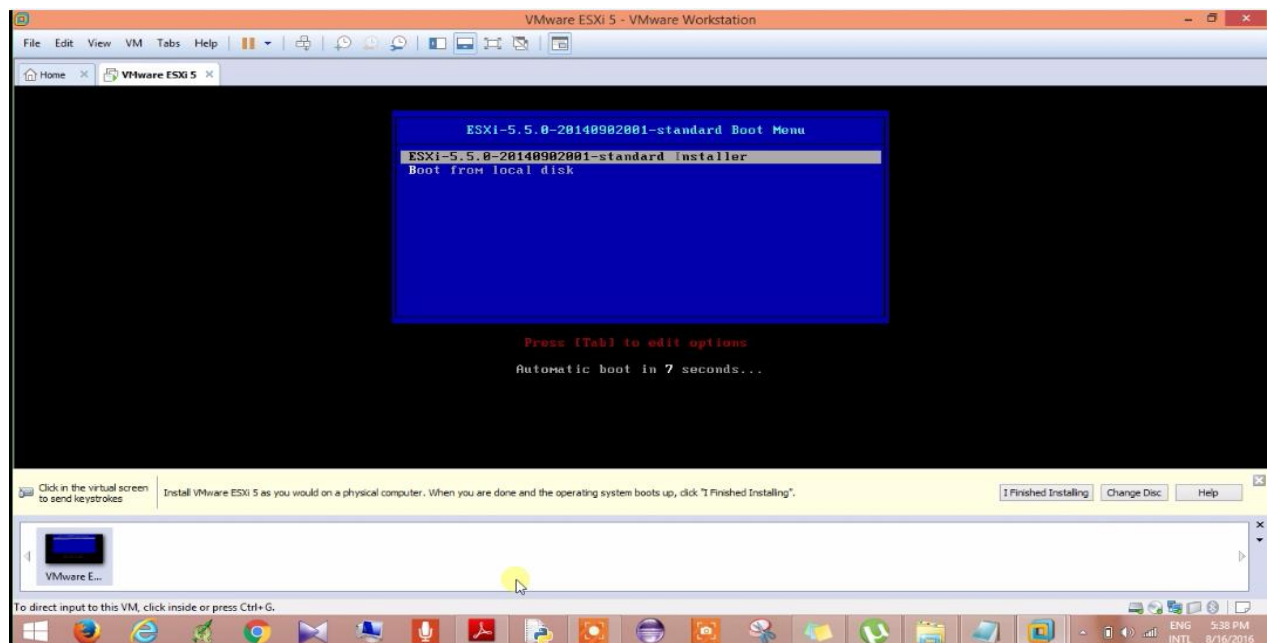 VMware ESXi 5 - VMware Workstation
File Edit View VM Tabs Help
Home
VMware ESXi 5
ESXi-5.5.0-20140902001-standard Boot Menu
ESXi-5.5.0-20140902001-standard Installer
Boot from local disk
Press [Tab] to edit options
Automatic boot in 7 seconds...
Click in the virtual screen
to send keystrokes
Install VMware ESXi 5 as you would on a physical computer. When you are done and the operating system boots up, click "I Finished Installing".
I Finished Installing
Change Disc
Help
VMware E...
To direct input to this VM, click inside or press Ctrl+G.
ENG 5:38 PM
INTL 8/16/2016